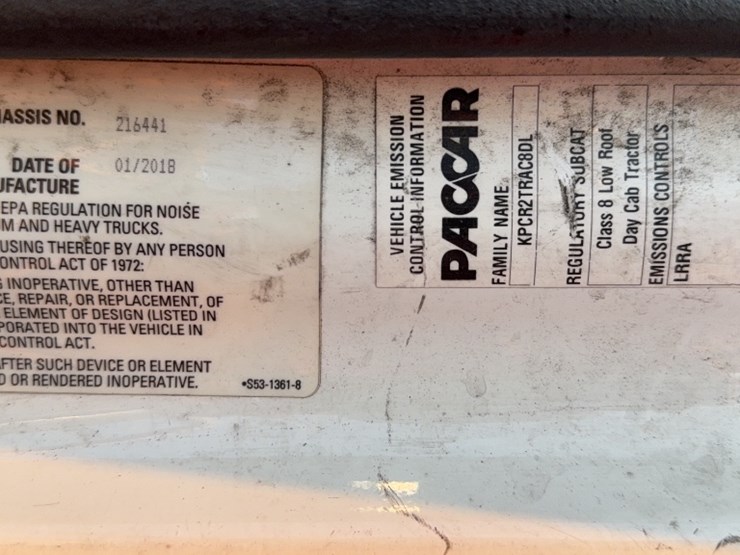 ASSIS NO. 216441
DATE OF 01/2018
UFACTURE
EPA REGULATION FOR NOISE
M AND HEAVY TRUCKS.
USING THEREOF BY ANY PERSON
ONTROL ACT OF 1972:
G INOPERATIVE, OTHER THAN
CE, REPAIR, OR REPLACEMENT, OF
ELEMENT OF DESIGN (LISTED IN
PORATED INTO THE VEHICLE IN
CONTROL ACT.
AFTER SUCH DEVICE OR ELEMENT
D OR RENDERED INOPERATIVE.
•S53-1361-8
VEHICLE EMISSION
CONTROL INFORMATION
PACCAR
FAMILY NAME
KPCR2TRAC8DL
REGULATORY SUBCAT
Class 8 Low Roof
Day Cab Tractor
EMISSIONS CONTROLS
LRRA